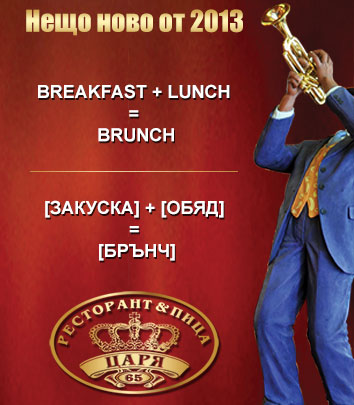 Нещо ново от 2013
BREAKFAST + LUNCH
=
BRUNCH
[ЗАКУСКА] + [ОБЯД]
=
[БРЪНЧ]
РЕСТОРАНТ & ПИЦА
ЦАРЯ
65